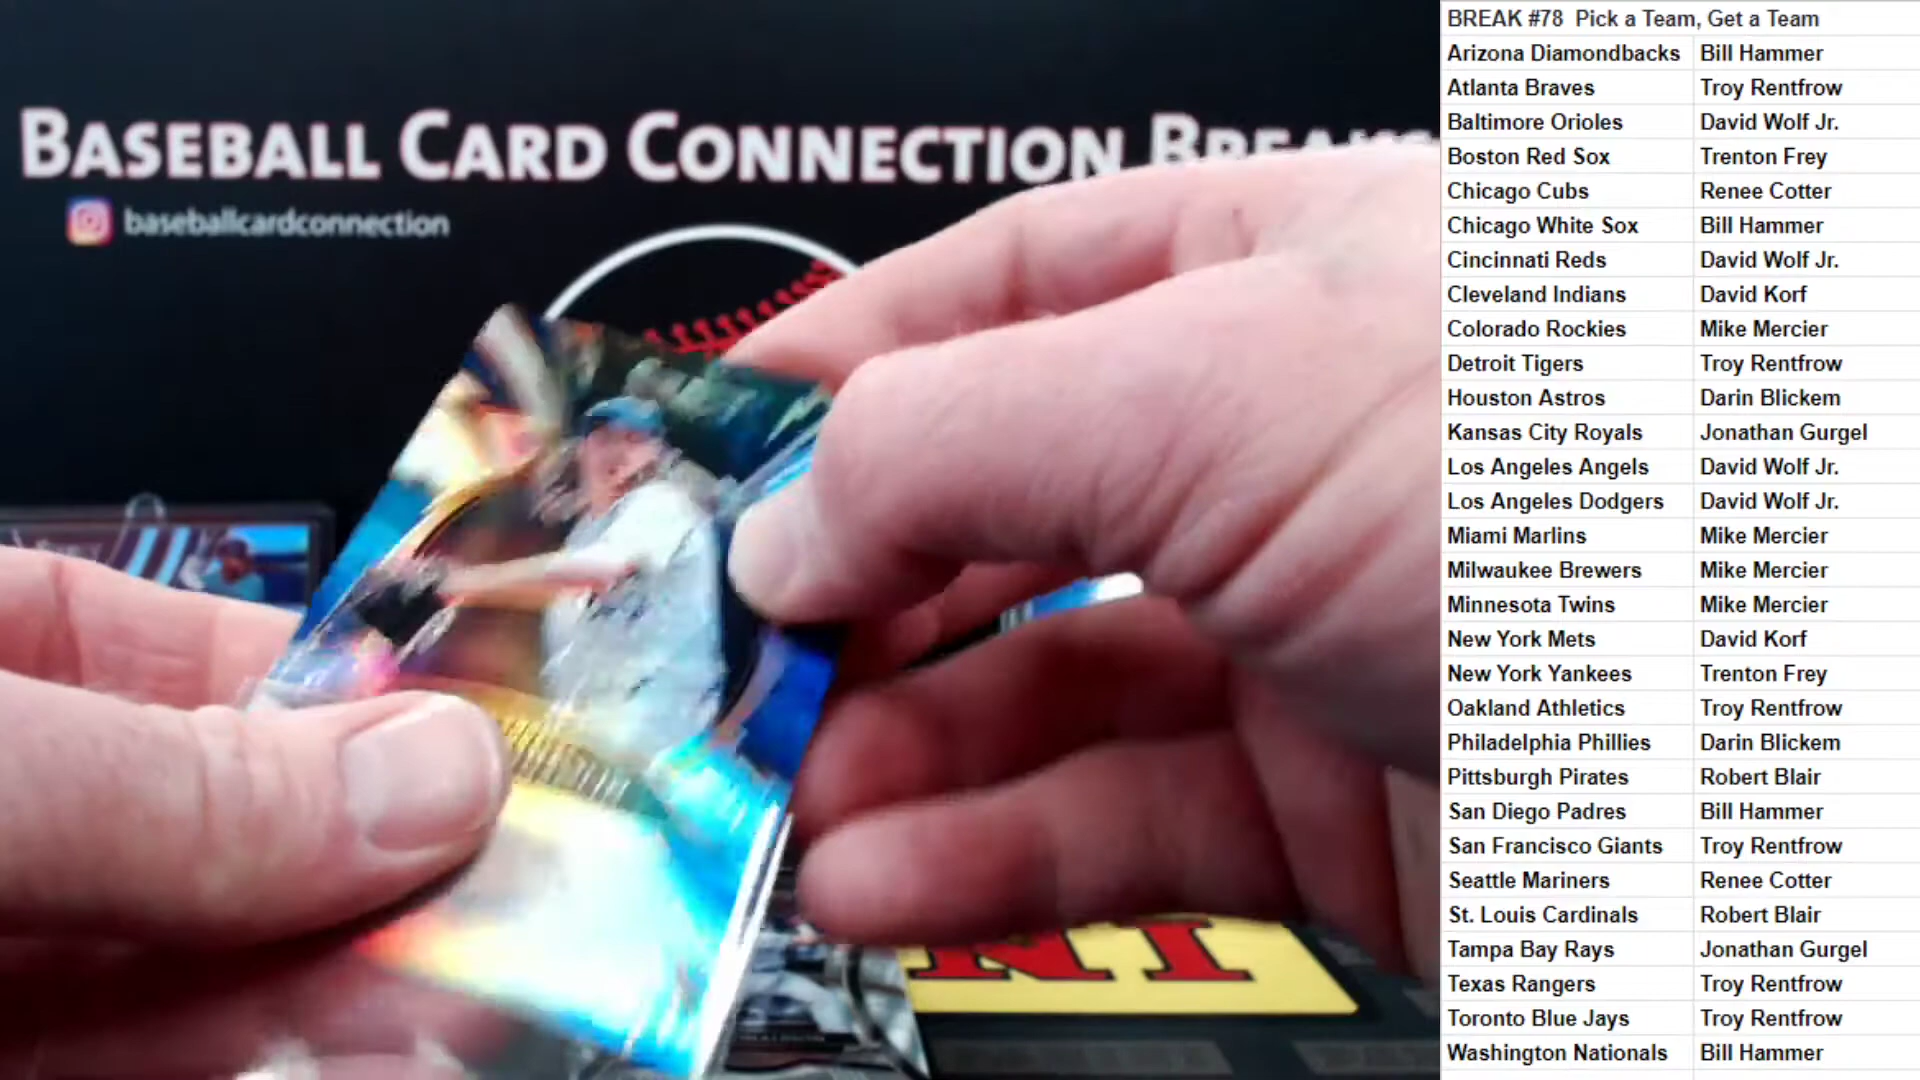 BASEBALL CARD CONNECTION BREAKS
baseballcardconnection
BREAK #78 Pick a Team, Get a Team
Arizona Diamondbacks Bill Hammer
Atlanta Braves Troy Rentfrow
Baltimore Orioles David Wolf Jr.
Boston Red Sox Trenton Frey
Chicago Cubs Renee Cotter
Chicago White Sox Bill Hammer
Cincinnati Reds David Wolf Jr.
Cleveland Indians David Korf
Colorado Rockies Mike Mercier
Detroit Tigers Troy Rentfrow
Houston Astros Darin Blickem
Kansas City Royals Jonathan Gurgel
Los Angeles Angels David Wolf Jr.
Los Angeles Dodgers David Wolf Jr.
Miami Marlins Mike Mercier
Milwaukee Brewers Mike Mercier
Minnesota Twins Mike Mercier
New York Mets David Korf
New York Yankees Trenton Frey
Oakland Athletics Troy Rentfrow
Philadelphia Phillies Darin Blickem
Pittsburgh Pirates Robert Blair
San Diego Padres Bill Hammer
San Francisco Giants Troy Rentfrow
Seattle Mariners Renee Cotter
St. Louis Cardinals Robert Blair
Tampa Bay Rays Jonathan Gurgel
Texas Rangers Troy Rentfrow
Toronto Blue Jays Troy Rentfrow
Washington Nationals Bill Hammer